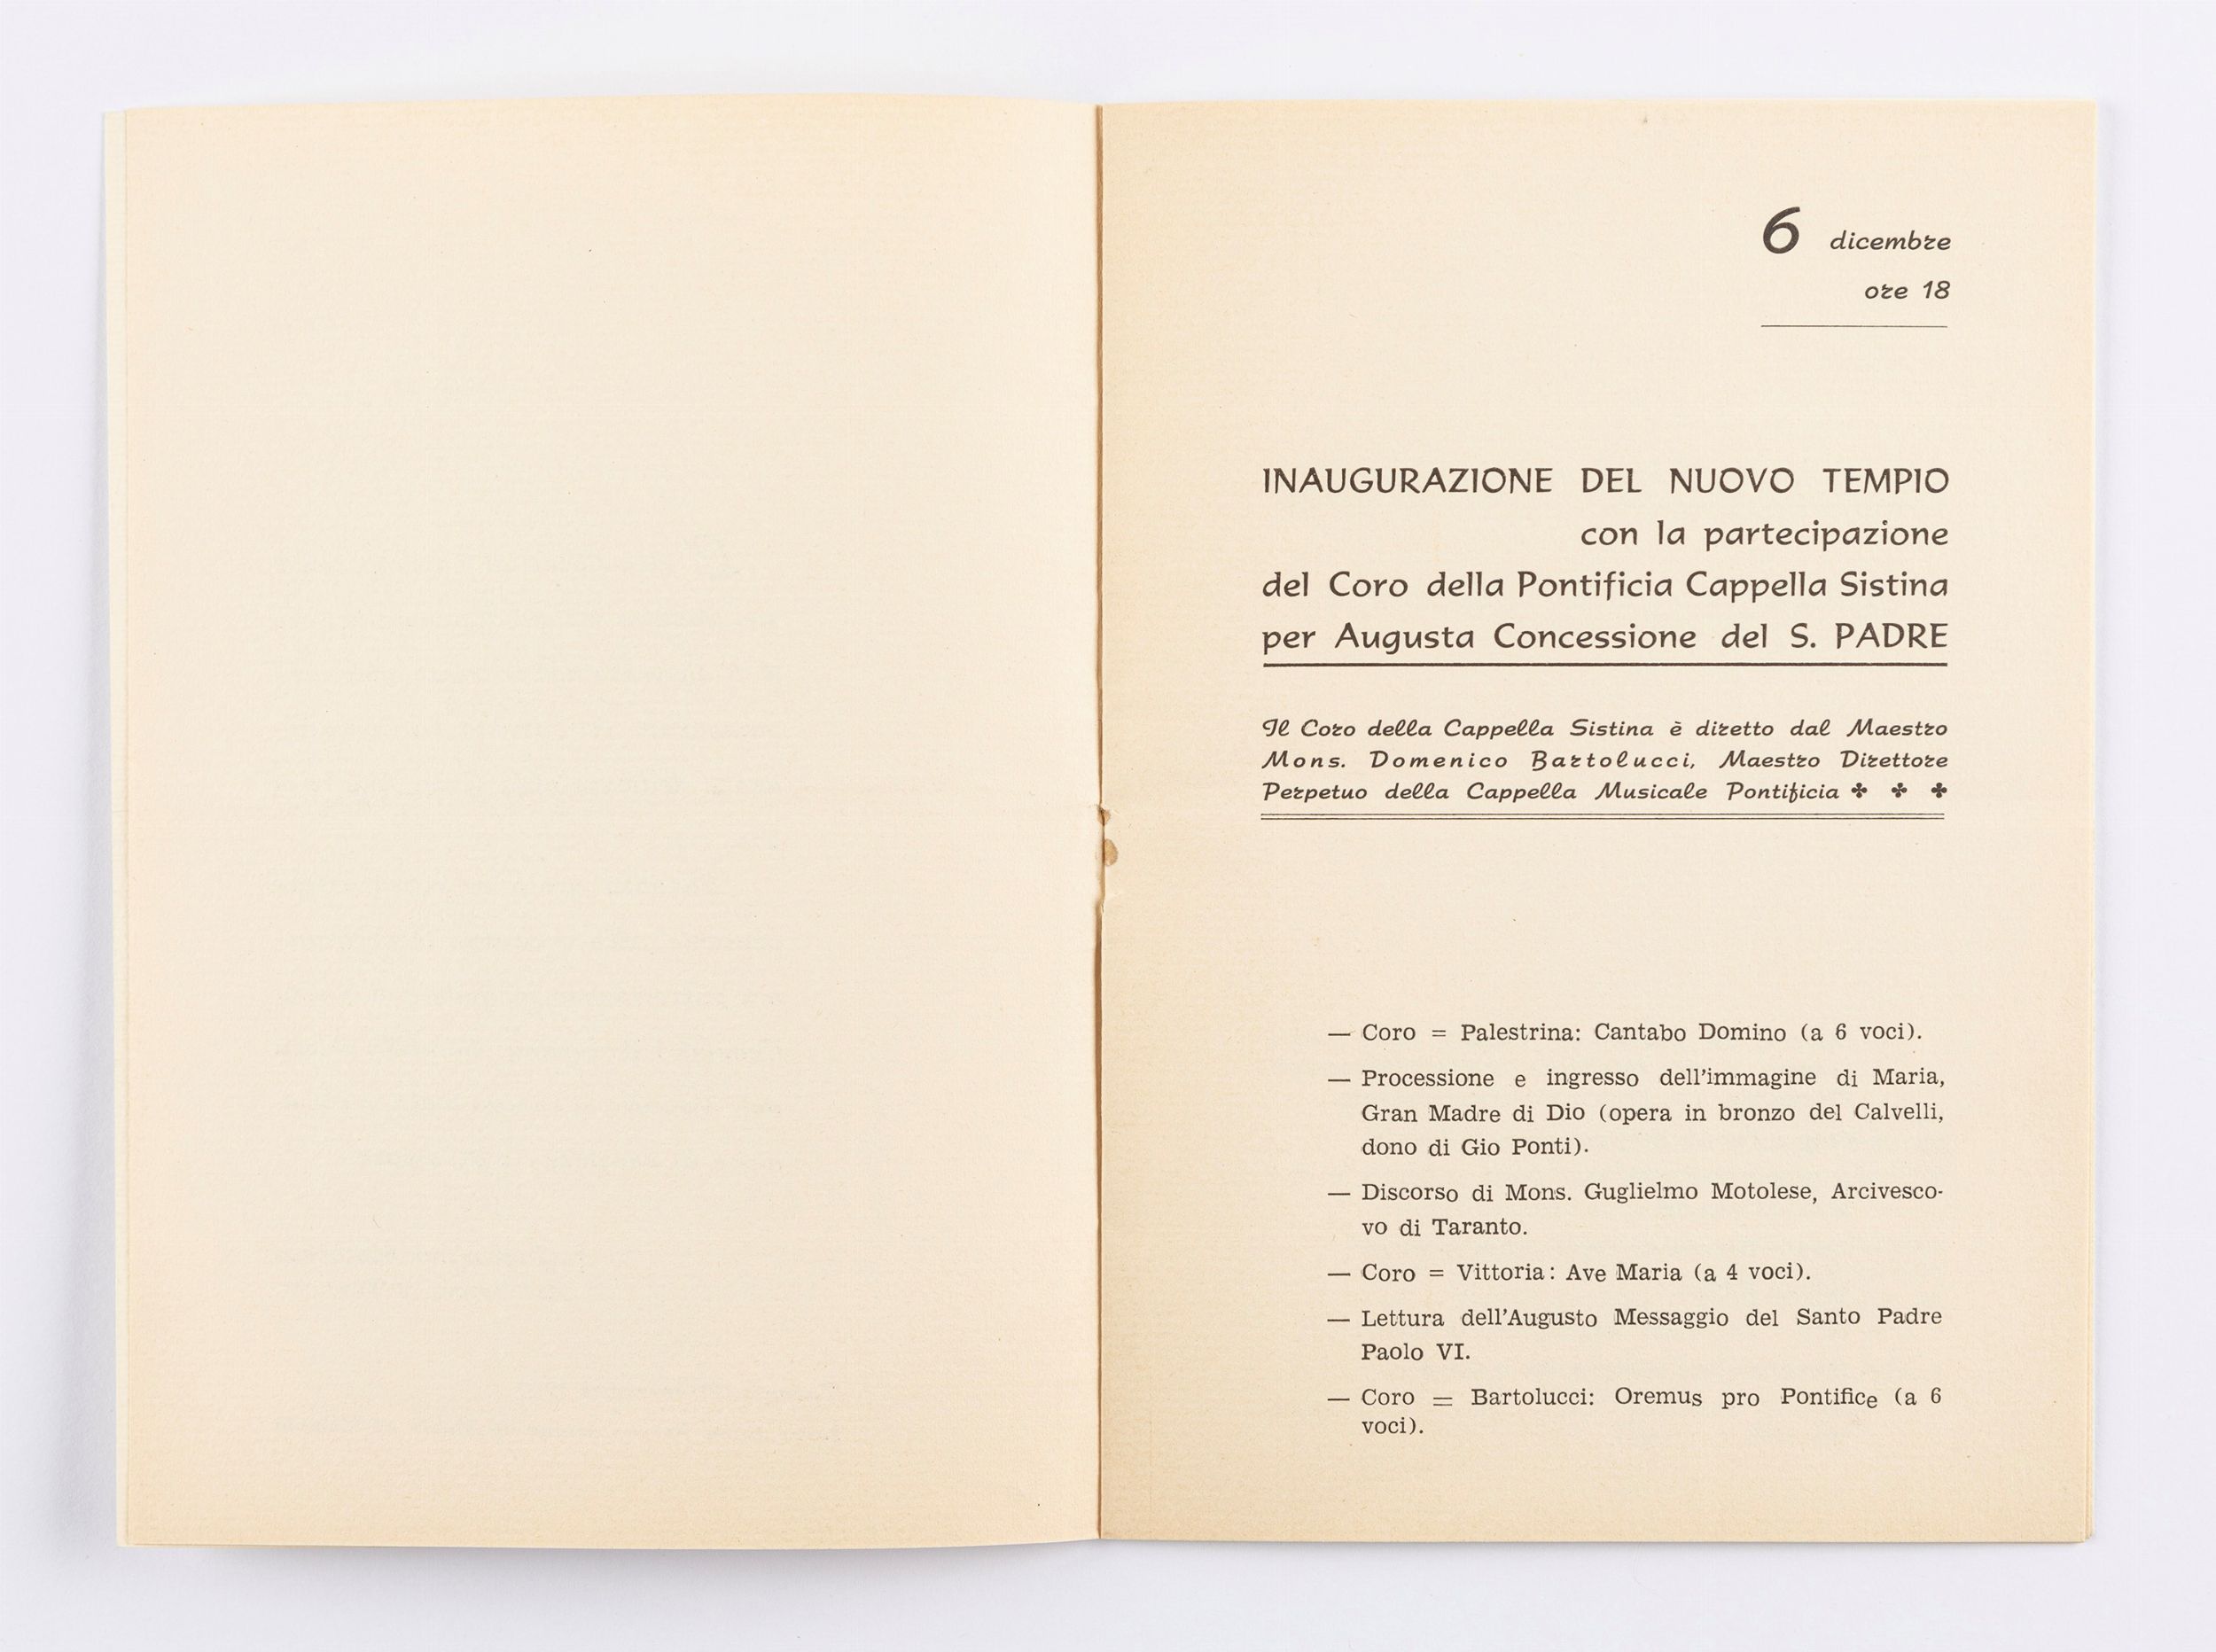 6 dicembre
ore 18
INAUGURAZIONE DEL NUOVO TEMPIO
con la partecipazione
del Coro della Pontificia Cappella Sistina
per Augusta Concessione del S. PADRE
Il Coro della Cappella Sistina è diretto dal Maestro
Mons. Domenico Bartolucci, Maestro Direttore
Perpetuo della Cappella Musicale Pontificia ✤ ✤ ✤
— Coro = Palestrina: Cantabo Domino (a 6 voci).
— Processione e ingresso dell'immagine di Maria,
Gran Madre di Dio (opera in bronzo del Calvelli,
dono di Gio Ponti).
— Discorso di Mons. Guglielmo Motolese, Arcivesco-
vo di Taranto.
— Coro = Vittoria: Ave Maria (a 4 voci).
— Lettura dell'Augusto Messaggio del Santo Padre
Paolo VI.
— Coro = Bartolucci: Oremus pro Pontifice (a 6
voci).